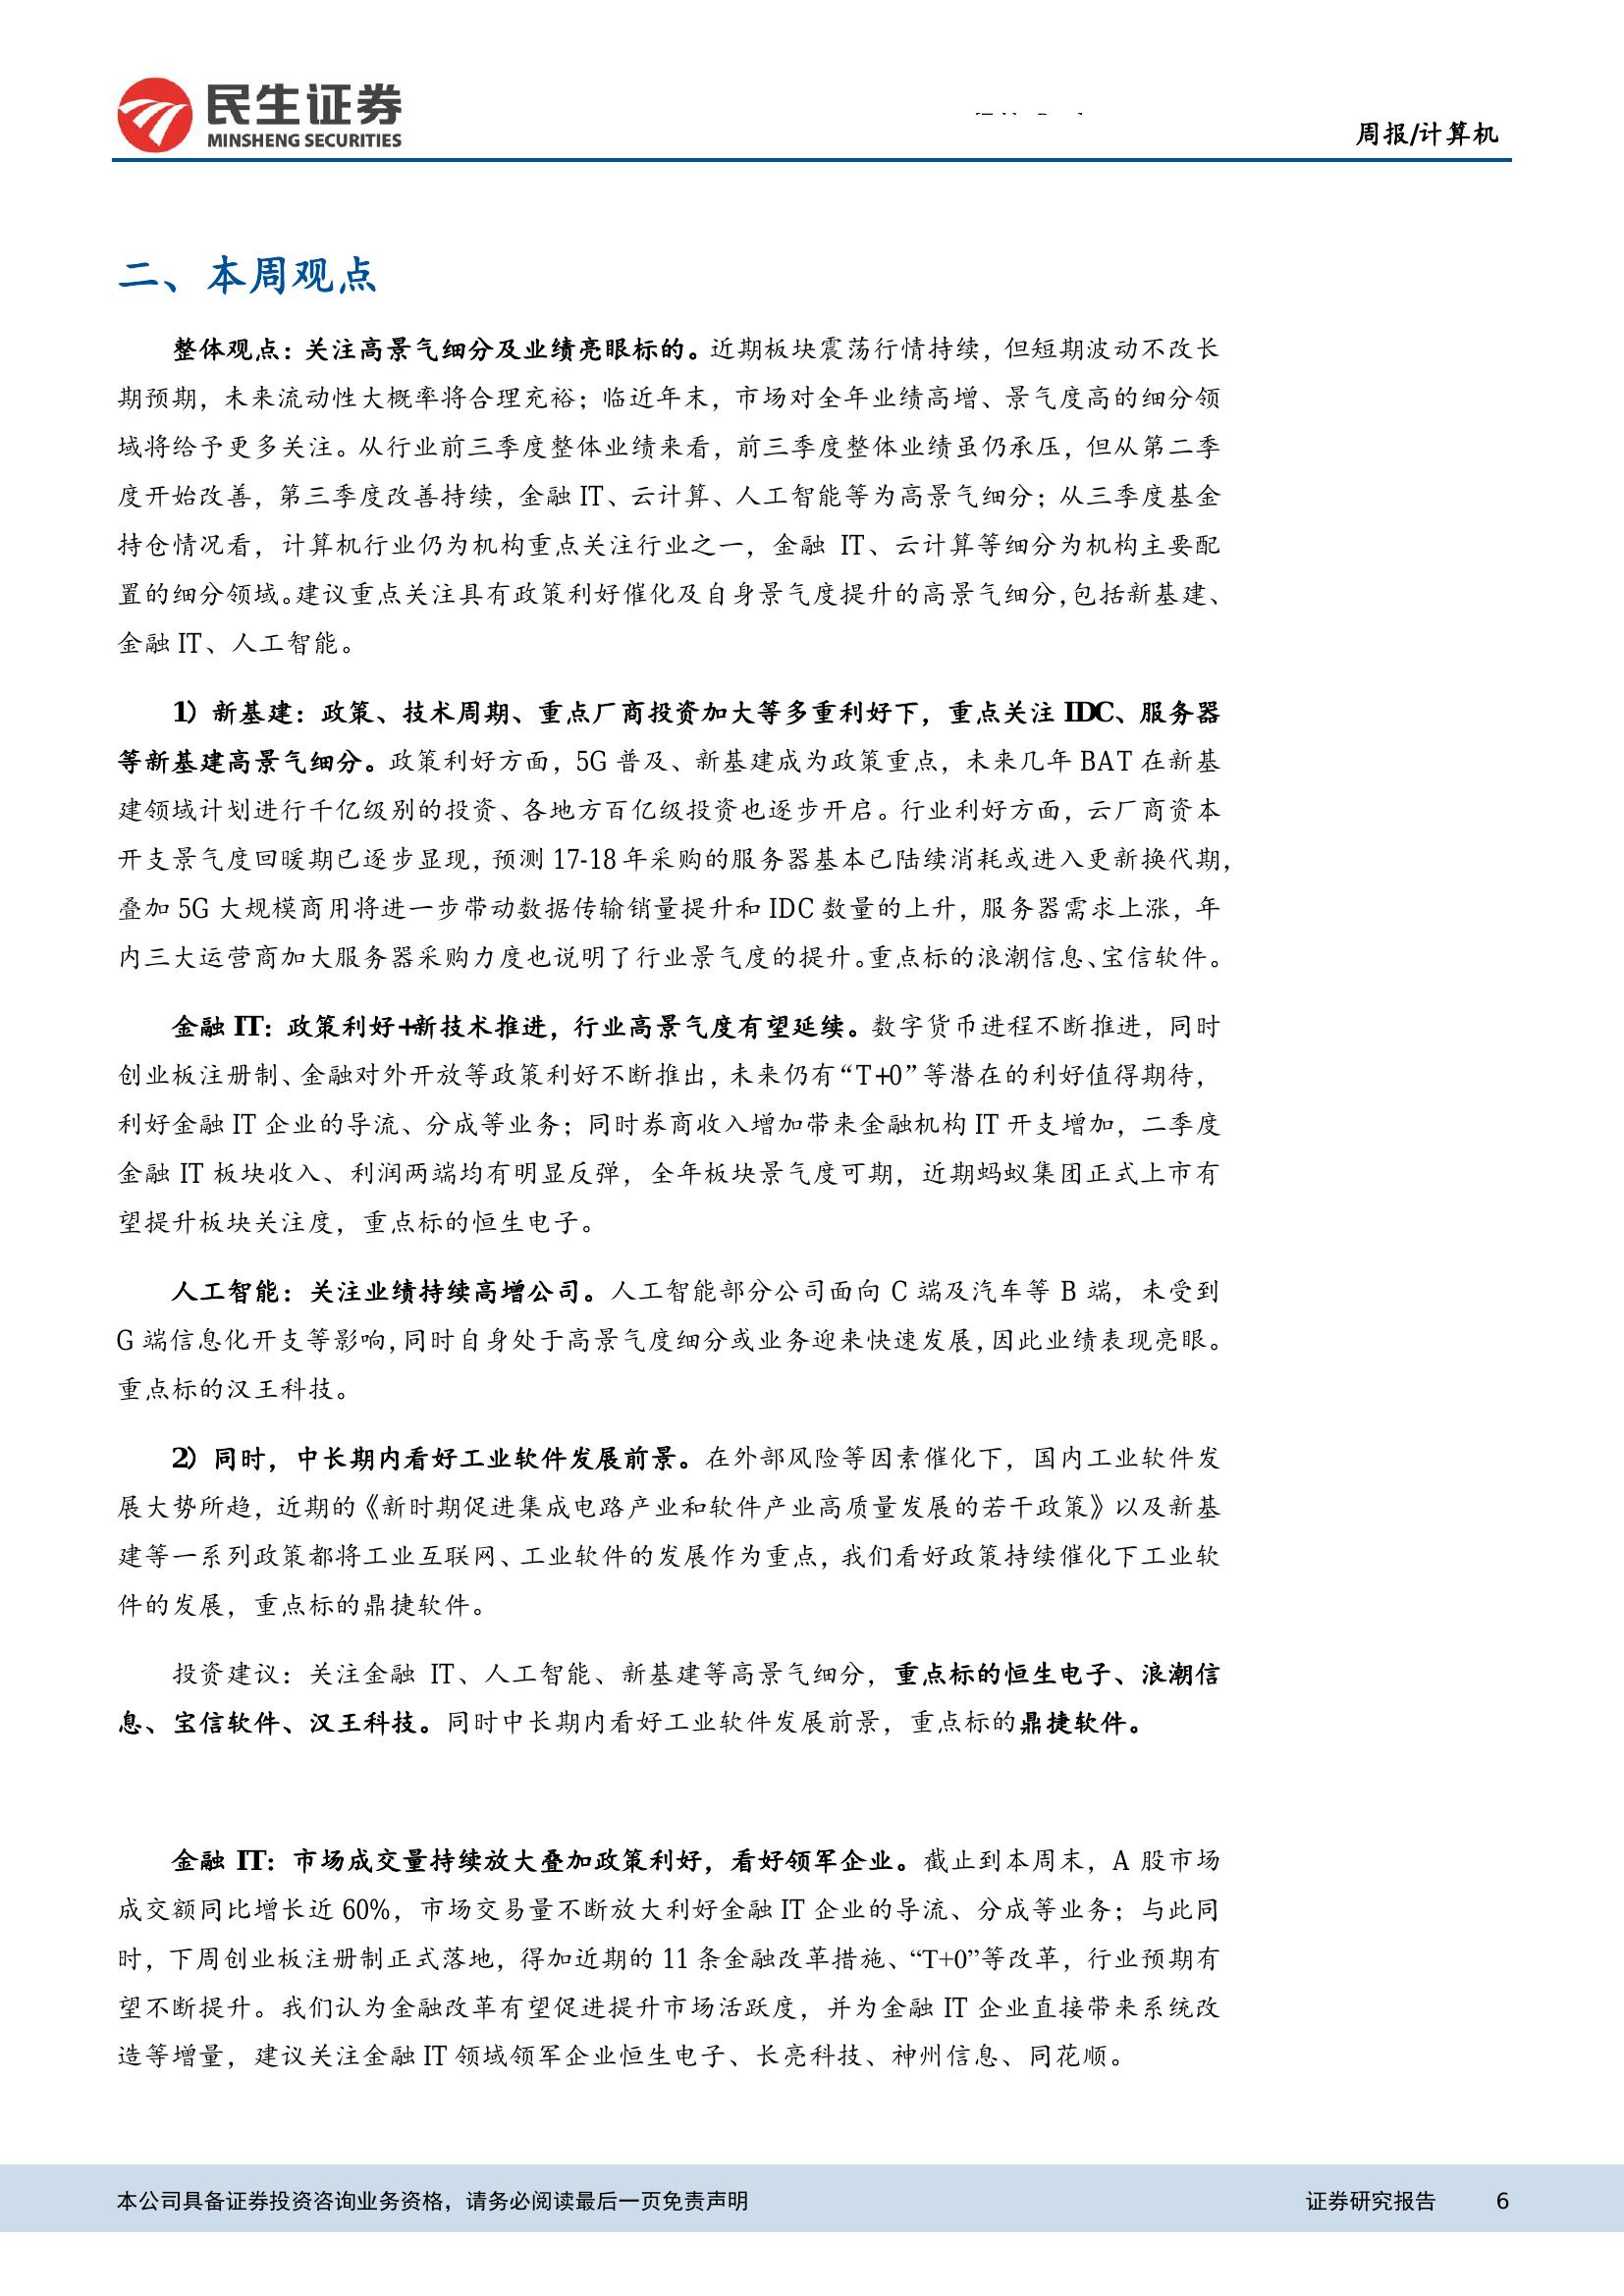 民生证券
MINSHENG SECURITIES
周报/计算机
二、本周观点
整体观点：关注高景气细分及业绩亮眼标的。近期板块震荡行情持续，但短期波动不改长
期预期，未来流动性大概率将合理充裕；临近年末，市场对全年业绩高增、景气度高的细分领
域将给予更多关注。从行业前三季度整体业绩来看，前三季度整体业绩虽仍承压，但从第二季
度开始改善，第三季度改善持续，金融 IT、云计算、人工智能等为高景气细分；从三季度基金
持仓情况看，计算机行业仍为机构重点关注行业之一，金融 IT、云计算等细分为机构主要配
置的细分领域。建议重点关注具有政策利好催化及自身景气度提升的高景气细分，包括新基建、
金融 IT、人工智能。
1）新基建：政策、技术周期、重点厂商投资加大等多重利好下，重点关注 IDC、服务器
等新基建高景气细分。政策利好方面，5G 普及、新基建成为政策重点，未来几年 BAT 在新基
建领域计划进行千亿级别的投资、各地方百亿级投资也逐步开启。行业利好方面，云厂商资本
开支景气度回暖期已逐步显现，预测 17-18 年采购的服务器基本已陆续消耗或进入更新换代期，
叠加 5G 大规模商用将进一步带动数据传输销量提升和 IDC 数量的上升，服务器需求上涨，年
内三大运营商加大服务器采购力度也说明了行业景气度的提升。重点标的浪潮信息、宝信软件。
金融 IT：政策利好+新技术推进，行业高景气度有望延续。数字货币进程不断推进，同时
创业板注册制、金融对外开放等政策利好不断推出，未来仍有“T+0”等潜在的利好值得期待，
利好金融 IT 企业的导流、分成等业务；同时券商收入增加带来金融机构 IT 开支增加，二季度
金融 IT 板块收入、利润两端均有明显反弹，全年板块景气度可期，近期蚂蚁集团正式上市有
望提升板块关注度，重点标的恒生电子。
人工智能：关注业绩持续高增公司。人工智能部分公司面向 C 端及汽车等 B 端，未受到
G 端信息化开支等影响，同时自身处于高景气度细分或业务迎来快速发展，因此业绩表现亮眼。
重点标的汉王科技。
2）同时，中长期内看好工业软件发展前景。在外部风险等因素催化下，国内工业软件发
展大势所趋，近期的《新时期促进集成电路产业和软件产业高质量发展的若干政策》以及新基
建等一系列政策都将工业互联网、工业软件的发展作为重点，我们看好政策持续催化下工业软
件的发展，重点标的鼎捷软件。
投资建议：关注金融 IT、人工智能、新基建等高景气细分，重点标的恒生电子、浪潮信
息、宝信软件、汉王科技。同时中长期内看好工业软件发展前景，重点标的鼎捷软件。
金融 IT：市场成交量持续放大叠加政策利好，看好领军企业。截止到本周末，A 股市场
成交额同比增长近 60%，市场交易量不断放大利好金融 IT 企业的导流、分成等业务；与此同
时，下周创业板注册制正式落地，得加近期的 11 条金融改革措施、“T+0”等改革，行业预期有
望不断提升。我们认为金融改革有望促进提升市场活跃度，并为金融 IT 企业直接带来系统改
造等增量，建议关注金融 IT 领域领军企业恒生电子、长亮科技、神州信息、同花顺。
本公司具备证券投资咨询业务资格，请务必阅读最后一页免责声明
证券研究报告 6